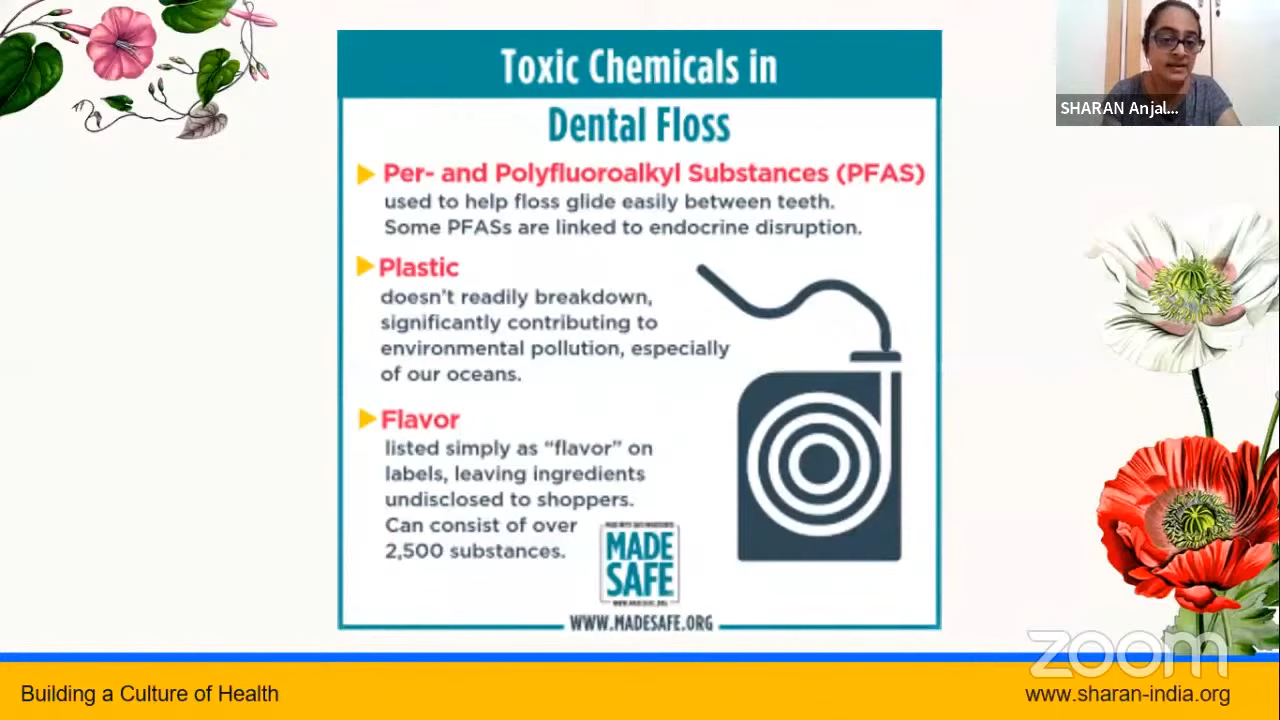 SHARAN Anjal...
Toxic Chemicals in
Dental Floss
Per- and Polyfluoroalkyl Substances (PFAS)
used to help floss glide easily between teeth.
Some PFASs are linked to endocrine disruption.
Plastic
doesn't readily breakdown,
significantly contributing to
environmental pollution, especially
of our oceans.
Flavor
listed simply as “flavor” on
labels, leaving ingredients
undisclosed to shoppers.
Can consist of over
2,500 substances.
MADE
SAFE
WWW.MADESAFE.ORG
zoom
Building a Culture of Health
www.sharan-india.org